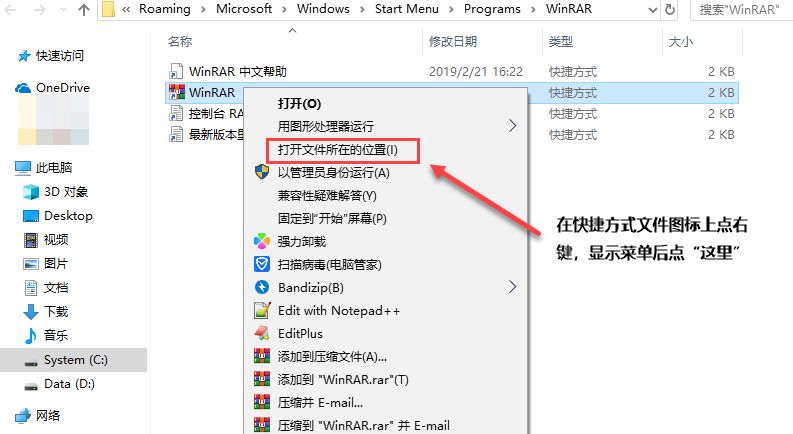 « Roaming > Microsoft > Windows > Start Menu > Programs > WinRAR
搜索"WinRAR"
名称 修改日期 类型 大小
快速访问
OneDrive
此电脑
3D 对象
Desktop
视频
图片
文档
下载
音乐
System (C:)
Data (D:)
网络
WinRAR 中文帮助 2019/2/21 16:22 快捷方式 2 KB
WinRAR 快捷方式 2 KB
控制台 RA 快捷方式 2 KB
最新版本 快捷方式 2 KB
打开(O)
用图形处理器运行
打开文件所在的位置(I)
以管理员身份运行(A)
兼容性疑难解答(Y)
固定到"开始"屏幕(P)
强力卸载
扫描病毒(电脑管家)
Bandizip(B)
Edit with Notepad++
EditPlus
添加到压缩文件(A)...
添加到 "WinRAR.rar"(T)
压缩并 E-mail...
压缩到 "WinRAR.rar" 并 E-mail
在快捷方式文件图标上点右
键，显示菜单后点“这里”